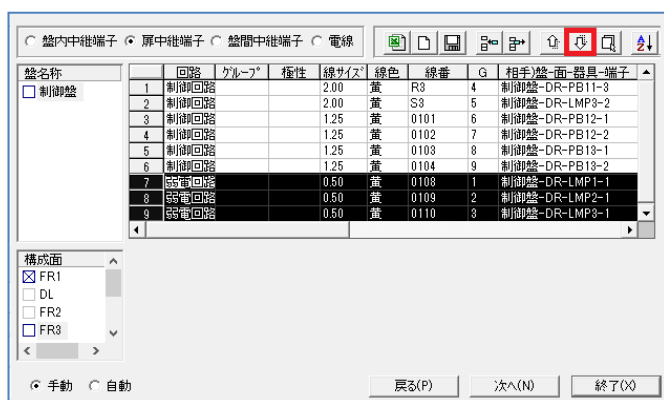 盤内中継端子 扉中継端子 盤間中継端子 電線
盤名称
制御盤
回路 グループ 極性 線サイズ 線色 線番 G 相手)盤-面-器具-端子
1 制御回路 2.00 黄 R3 4 制御盤-DR-PB11-3
2 制御回路 2.00 黄 S3 5 制御盤-DR-LMP3-2
3 制御回路 1.25 黄 0101 6 制御盤-DR-PB12-1
4 制御回路 1.25 黄 0102 7 制御盤-DR-PB12-2
5 制御回路 1.25 黄 0103 8 制御盤-DR-PB13-1
6 制御回路 1.25 黄 0104 9 制御盤-DR-PB13-2
7 弱電回路 0.50 黄 0108 1 制御盤-DR-LMP1-1
8 弱電回路 0.50 黄 0109 2 制御盤-DR-LMP2-1
9 弱電回路 0.50 黄 0110 3 制御盤-DR-LMP3-1
構成面
FR1
DL
FR2
FR3
手動 自動 戻る(P) 次へ(N) 終了(X)